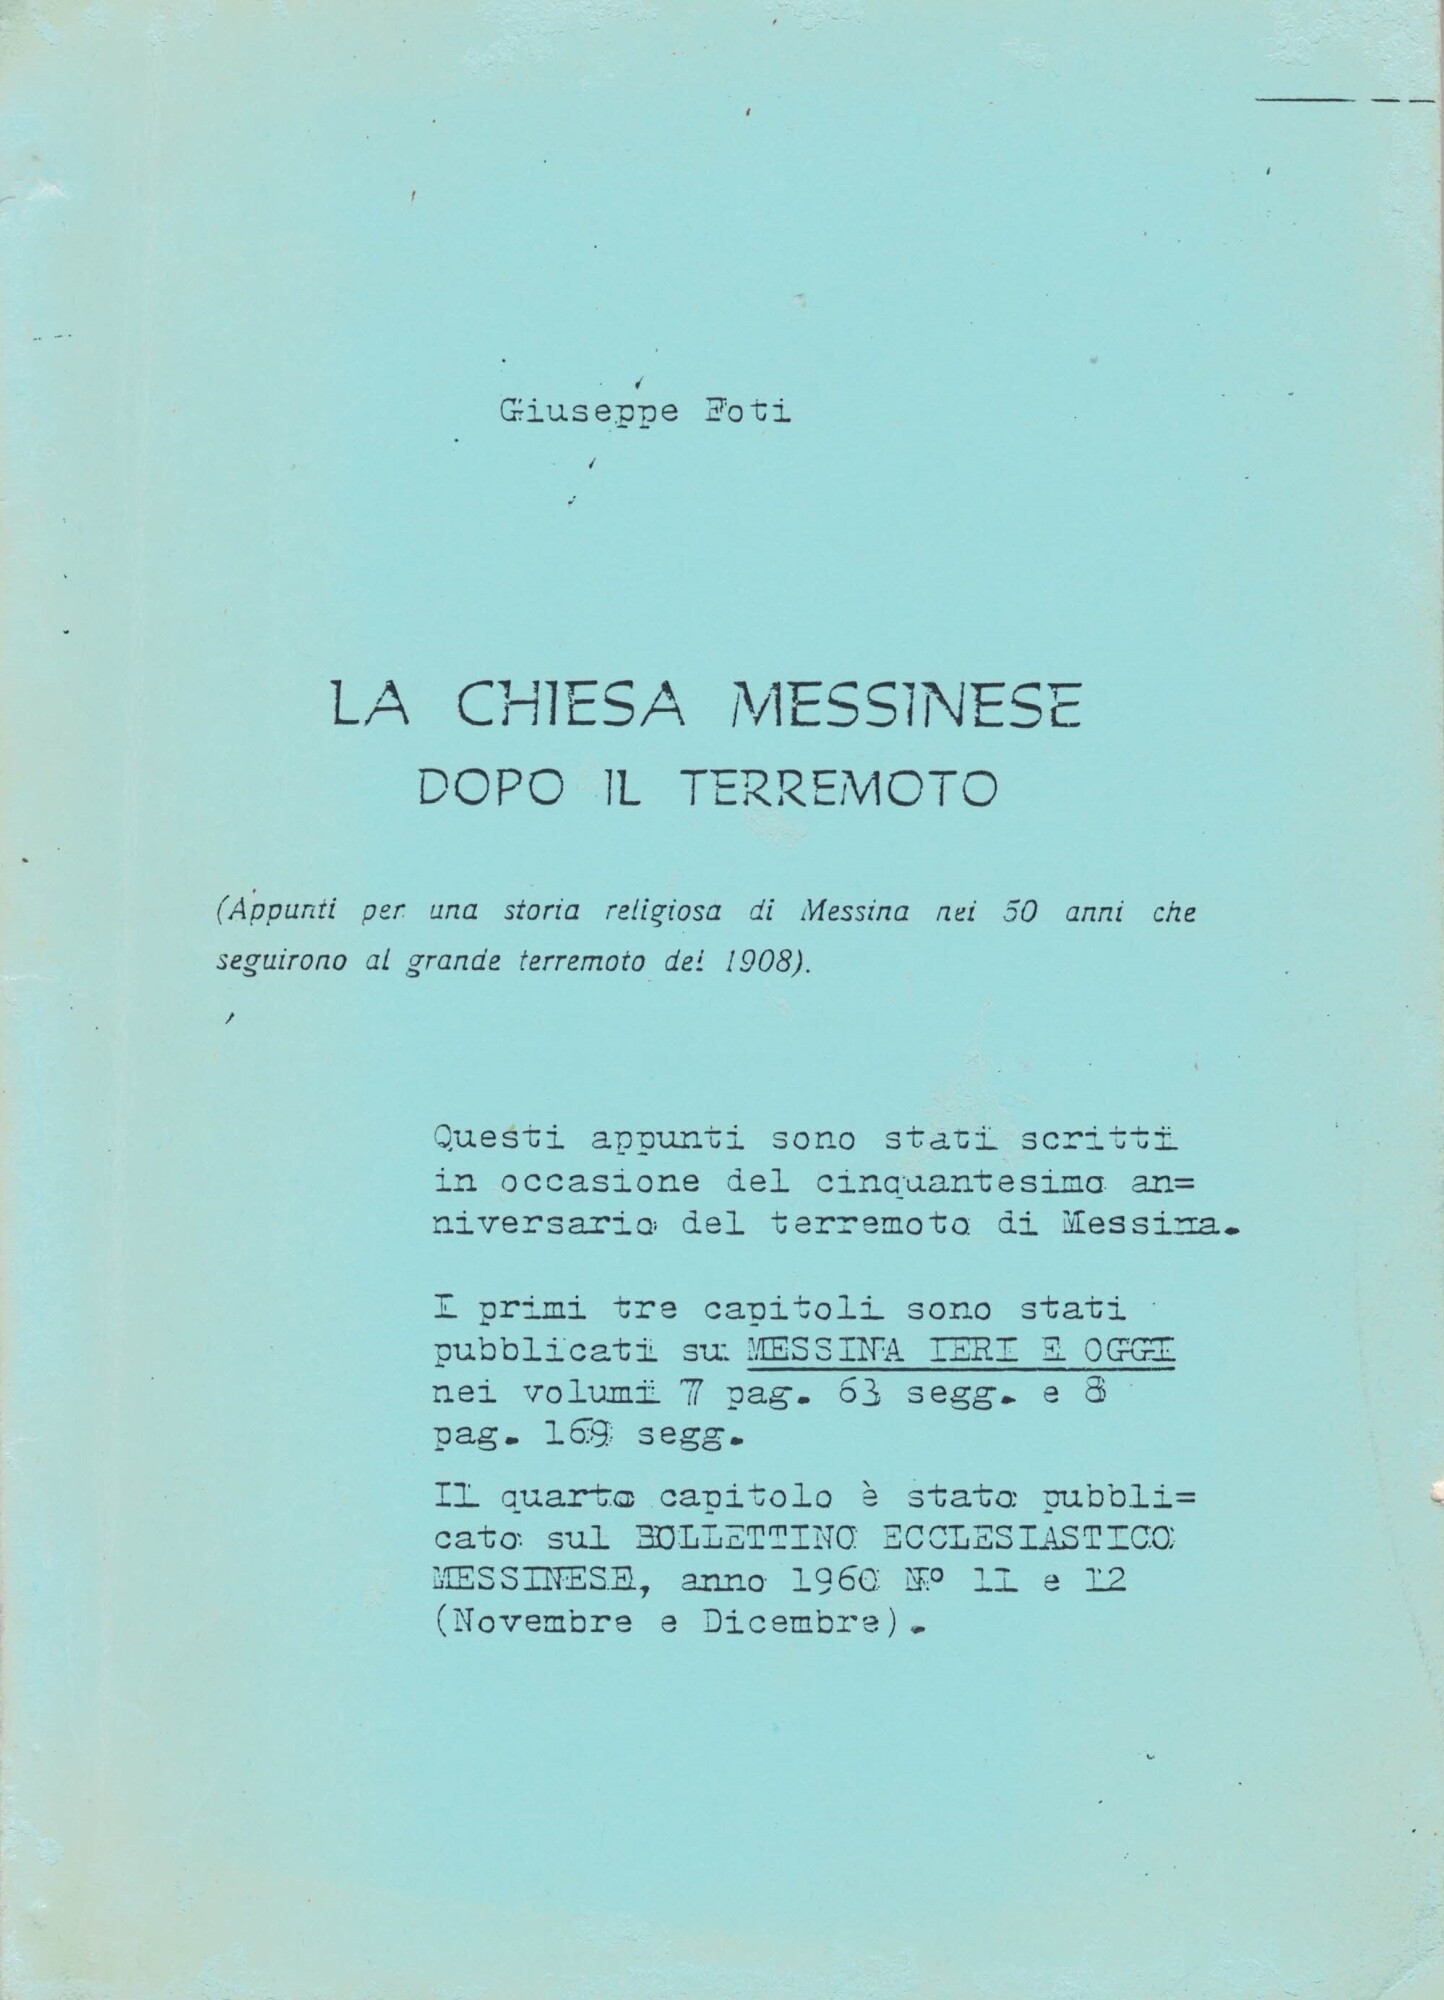 Giuseppe Foti
LA CHIESA MESSINESE
DOPO IL TERREMOTO
(Appunti per una storia religiosa di Messina nei 50 anni che
seguirono al grande terremoto del 1908).
Questi appunti sono stati scritti
in occasione del cinquantesimo an=
niversario del terremoto di Messina.
I primi tre capitoli sono stati
pubblicati su MESSINA IERI E OGGI
nei volumi 7 pag. 63 segg. e 8
pag. 169 segg.
Il quarto capitolo è stato pubbli=
cato sul BOLLETTINO ECCLESIASTICO
MESSINESE, anno 1960 Nº 11 e 12
(Novembre e Dicembre).